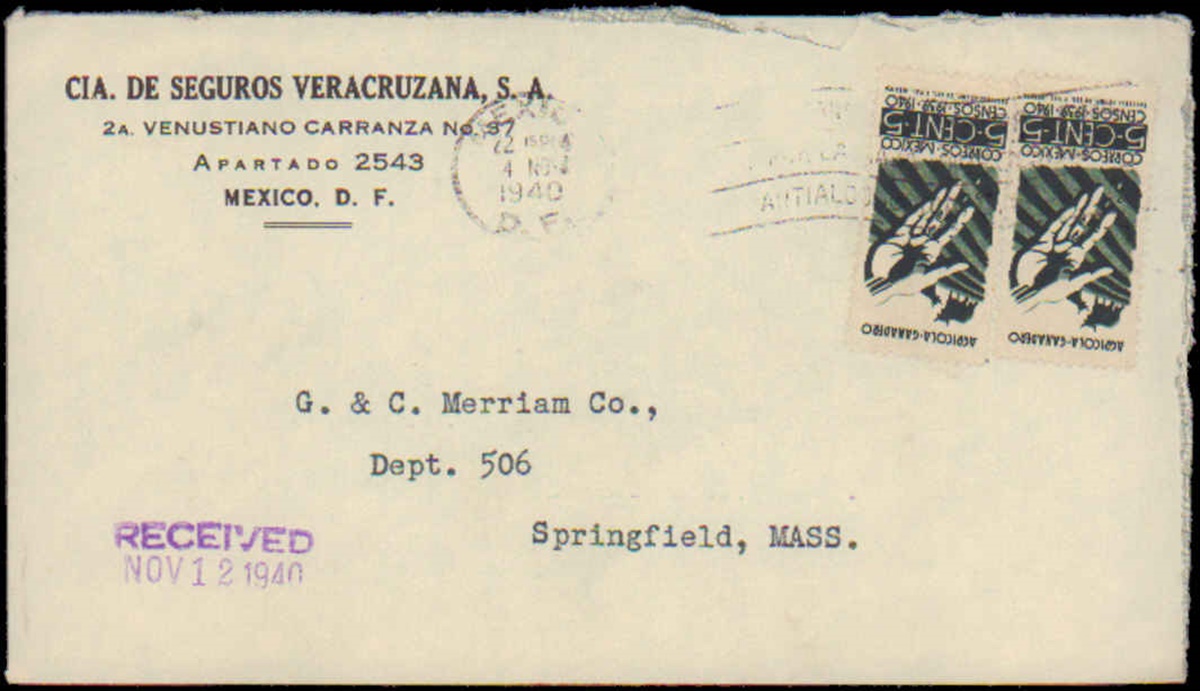 CIA. DE SEGUROS VERACRUZANA, S. A.
2A. VENUSTIANO CARRANZA No. 37
APARTADO 2543
MEXICO, D. F.
MEXICO
22
4 NOV
1940
D. F.
CENSOS-1939-1940
5-CENT-5
CORREOS-MEXICO
AGRICOLA-GANADERO
CENSOS-1939-1940
5-CENT-5
CORREOS-MEXICO
AGRICOLA-GANADERO
G. & C. Merriam Co.,
Dept. 506
Springfield, MASS.
RECEIVED
NOV 12 1940